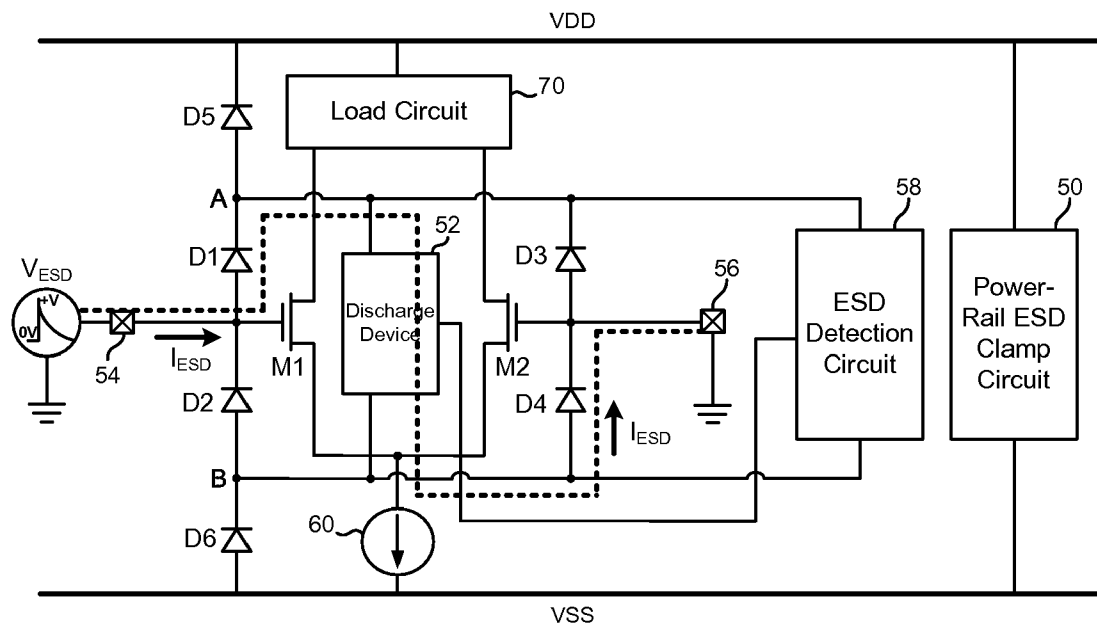 VDD
70
Load Circuit
D5
A
58
50
52
D1
D3
V_ESD
+V
0V
56
Discharge
Device
ESD
Detection
Circuit
Power-
Rail ESD
Clamp
Circuit
I_ESD
54
M1
M2
D2
D4
I_ESD
B
60
D6
VSS